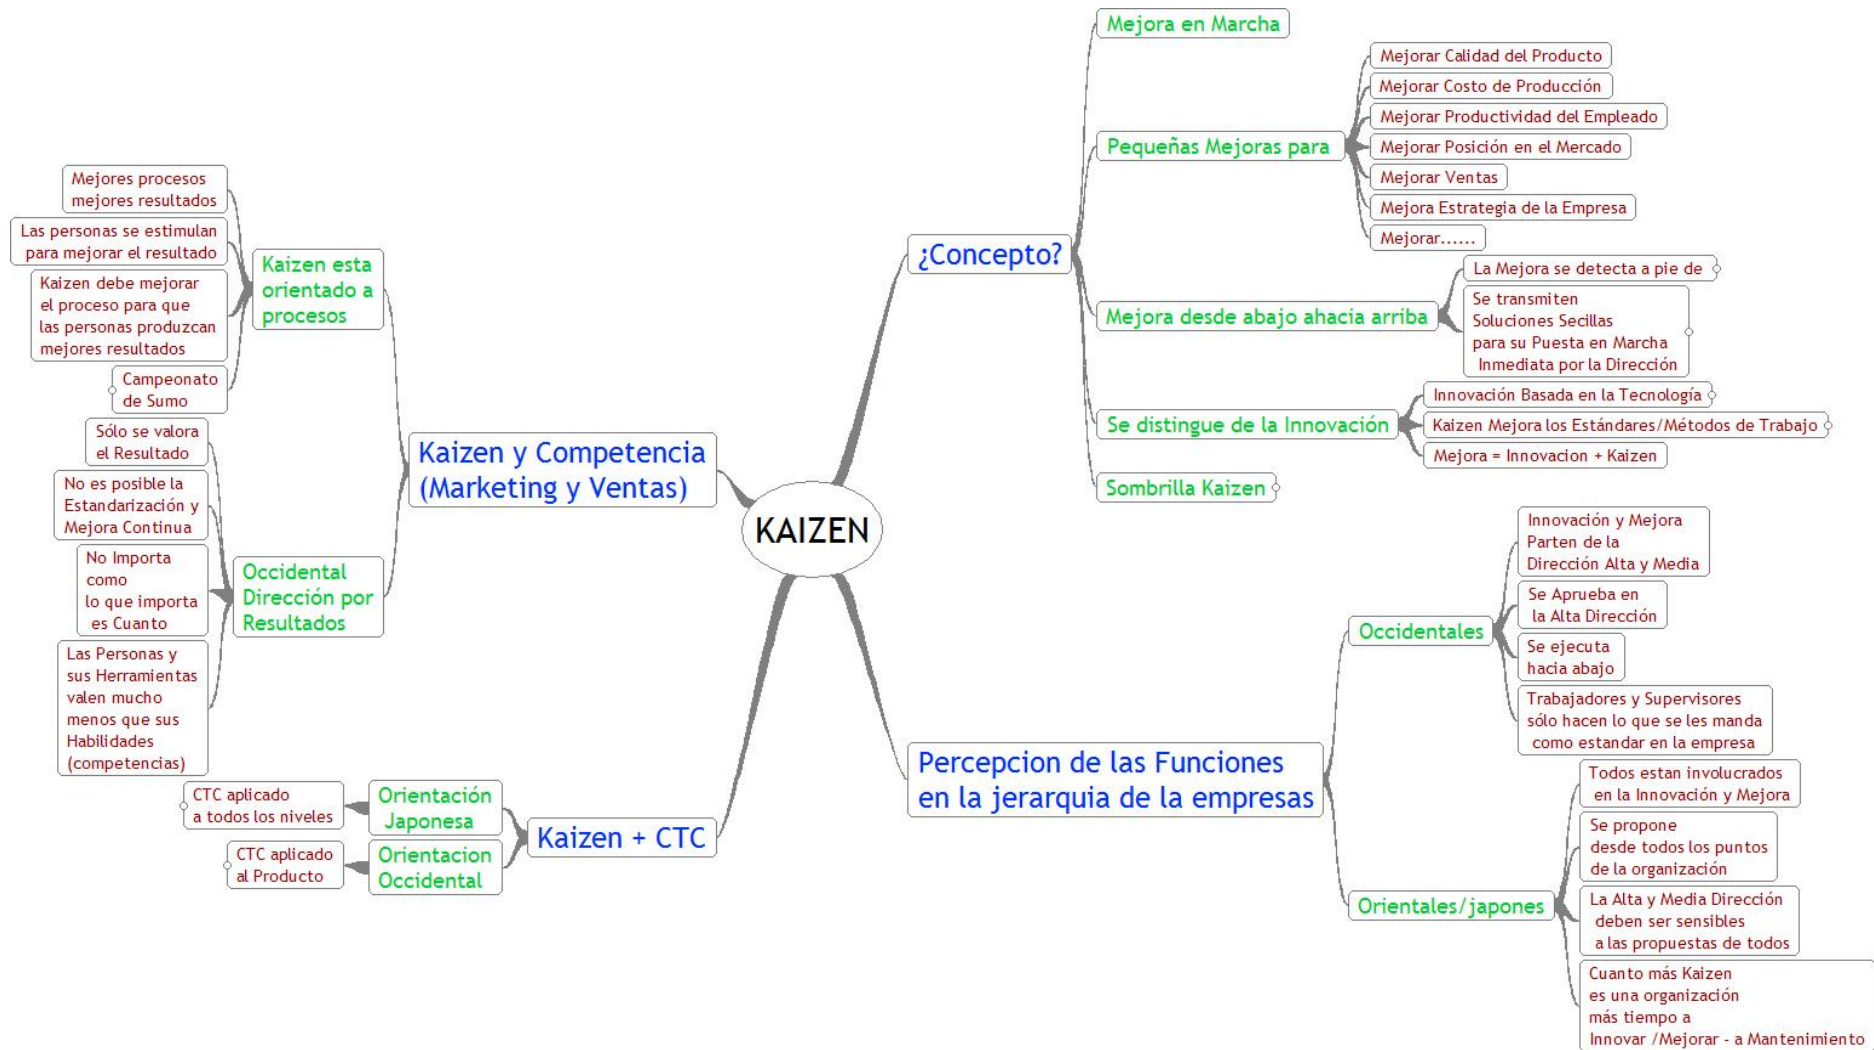 KAIZEN
¿Concepto?
Mejora en Marcha
Pequeñas Mejoras para
Mejorar Calidad del Producto
Mejorar Costo de Producción
Mejorar Productividad del Empleado
Mejorar Posición en el Mercado
Mejorar Ventas
Mejora Estrategia de la Empresa
Mejorar......
Mejora desde abajo ahacia arriba
La Mejora se detecta a pie de
Se transmiten
Soluciones Secillas
para su Puesta en Marcha
Inmediata por la Dirección
Se distingue de la Innovación
Innovación Basada en la Tecnología
Kaizen Mejora los Estándares/Métodos de Trabajo
Mejora = Innovacion + Kaizen
Sombrilla Kaizen
Percepcion de las Funciones
en la jerarquia de la empresas
Occidentales
Innovación y Mejora
Parten de la
Dirección Alta y Media
Se Aprueba en
la Alta Dirección
Se ejecuta
hacia abajo
Trabajadores y Supervisores
sólo hacen lo que se les manda
como estandar en la empresa
Orientales/japones
Todos estan involucrados
en la Innovación y Mejora
Se propone
desde todos los puntos
de la organización
La Alta y Media Dirección
deben ser sensibles
a las propuestas de todos
Cuanto más Kaizen
es una organización
más tiempo a
Innovar /Mejorar - a Mantenimiento
Kaizen y Competencia
(Marketing y Ventas)
Kaizen esta
orientado a
procesos
Mejores procesos
mejores resultados
Las personas se estimulan
para mejorar el resultado
Kaizen debe mejorar
el proceso para que
las personas produzcan
mejores resultados
Campeonato
de Sumo
Occidental
Dirección por
Resultados
Sólo se valora
el Resultado
No es posible la
Estandarización y
Mejora Continua
No Importa
como
lo que importa
es Cuanto
Las Personas y
sus Herramientas
valen mucho
menos que sus
Habilidades
(competencias)
Kaizen + CTC
Orientación
Japonesa
CTC aplicado
a todos los niveles
Orientacion
Occidental
CTC aplicado
al Producto